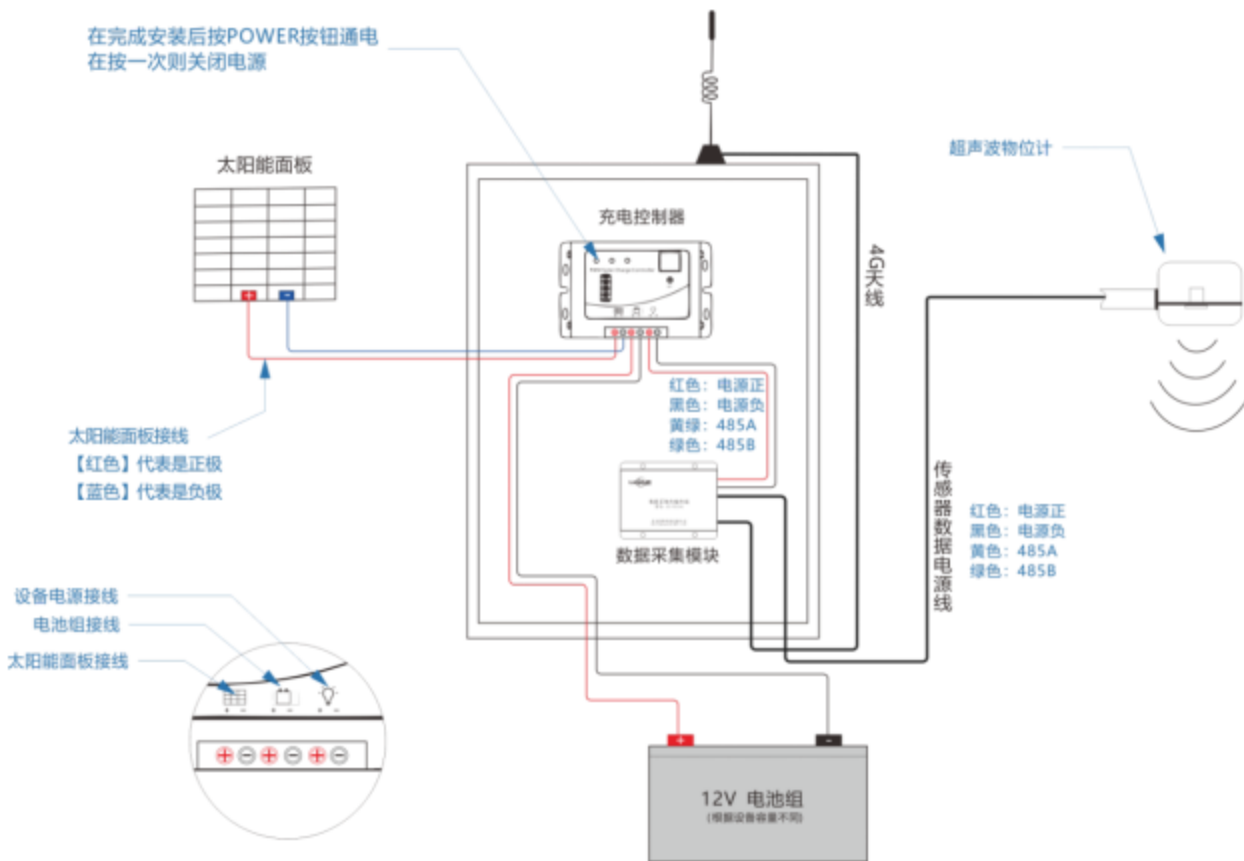 在完成安装后按POWER按钮通电
在按一次则关闭电源
太阳能面板
充电控制器
超声波物位计
4G天线
红色：电源正
黑色：电源负
黄绿：485A
绿色：485B
太阳能面板接线
【红色】代表是正极
【蓝色】代表是负极
数据采集模块
传感器数据电源线
红色：电源正
黑色：电源负
黄色：485A
绿色：485B
设备电源接线
电池组接线
太阳能面板接线
12V 电池组
(根据设备容量不同)